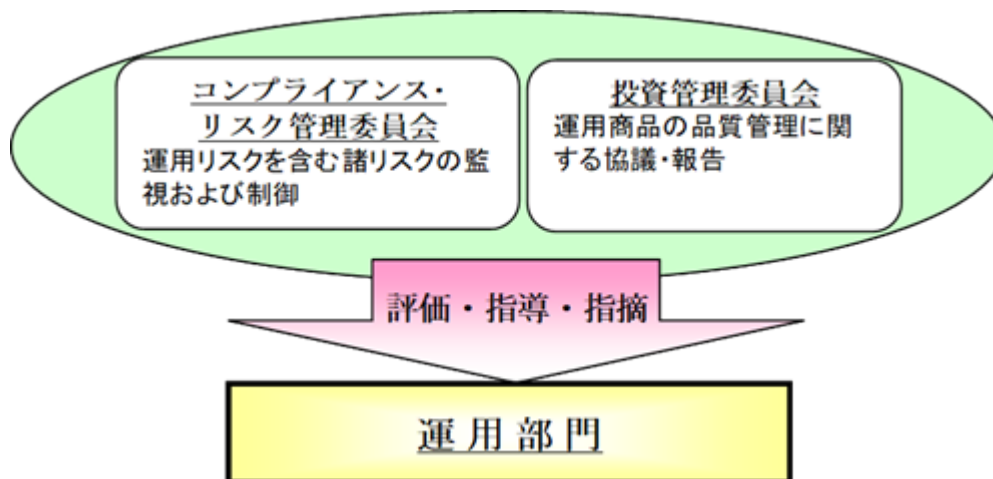 コンプライアンス・
リスク管理委員会
運用リスクを含む諸リスクの監
視および制御
投資管理委員会
運用商品の品質管理に関
する協議・報告
評価・指導・指摘
運用部門